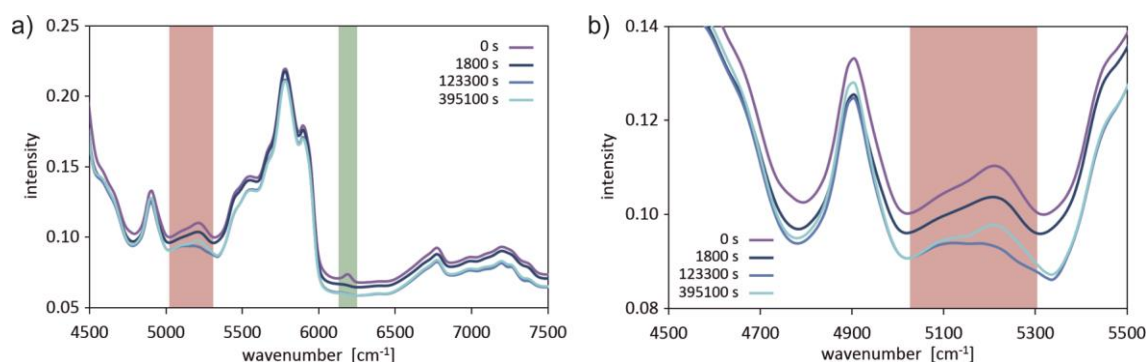 a)
0.25
0.20
0.15
0.10
0.05
intensity
0 s
1800 s
123300 s
395100 s
4500 5000 5500 6000 6500 7000 7500
wavenumber [cm⁻¹]
b)
0.14
0.12
0.10
0.08
intensity
0 s
1800 s
123300 s
395100 s
4500 4700 4900 5100 5300 5500
wavenumber [cm⁻¹]